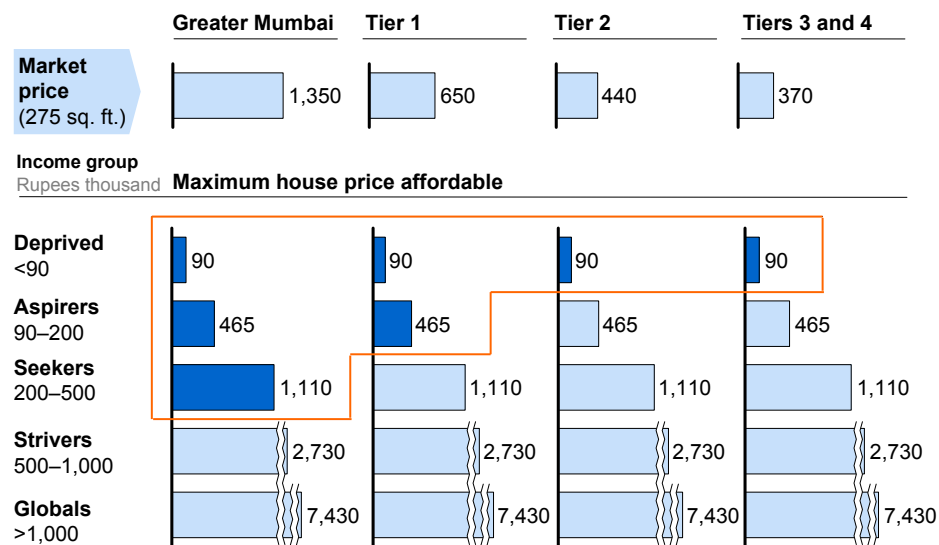 Greater Mumbai Tier 1 Tier 2 Tiers 3 and 4
Market
price
(275 sq. ft.)
1,350 650 440 370
Income group
Rupees thousand Maximum house price affordable
Deprived
<90
90 90 90 90
Aspirers
90–200
465 465 465 465
Seekers
200–500
1,110 1,110 1,110 1,110
Strivers
500–1,000
2,730 2,730 2,730 2,730
Globals
>1,000
7,430 7,430 7,430 7,430